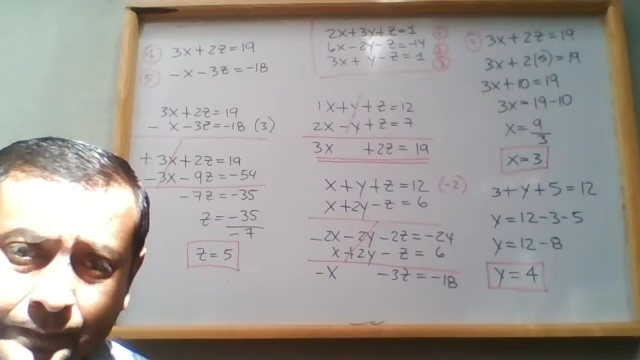 ④ 3x+2z=19
⑤ -x-3z=-18
3x+2z=19
-x-3z=-18 (3)
+ 3x+2z=19
-3x-9z=-54
-7z=-35
z=-35
-7
z=5
2x+3y+z=1 ①
6x-2y-z=-14 ②
3x+y-z=1 ③
1x+y+z=12
2x-y+z=7
3x +2z=19
x+y+z=12 (-2)
x+2y-z=6
-2x-2y-2z=-24
x+2y-z=6
-x -3z=-18
3x+2z=19
3x+2(5)=19
3x+10=19
3x=19-10
x=9
3
x=3
3+y+5=12
y=12-3-5
y=12-8
y=4